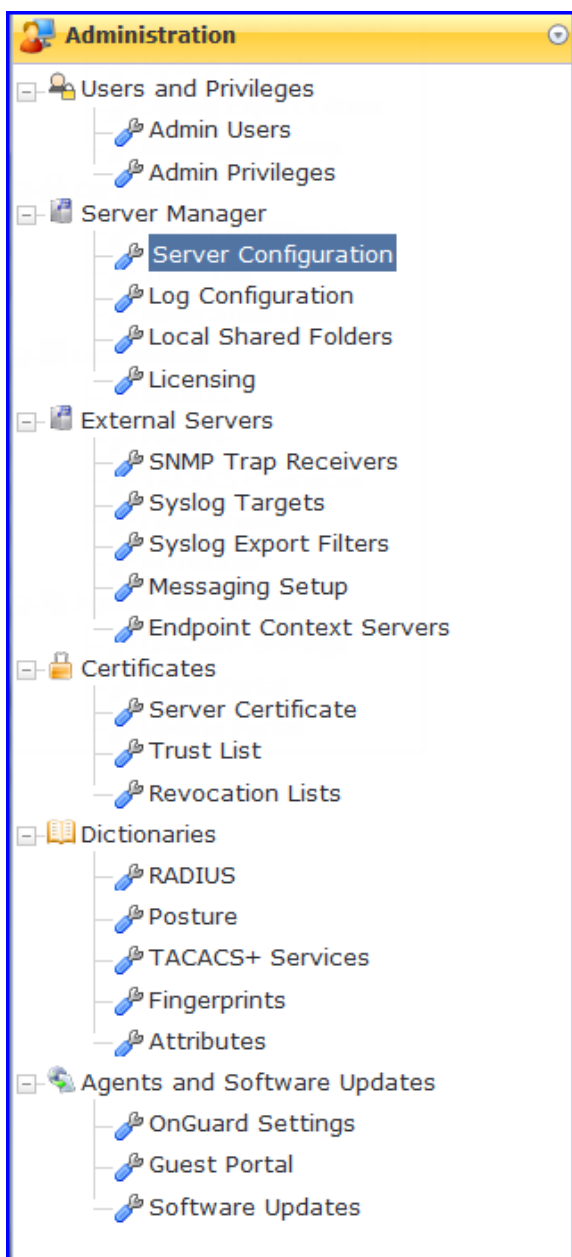 Administration
Users and Privileges
Admin Users
Admin Privileges
Server Manager
Server Configuration
Log Configuration
Local Shared Folders
Licensing
External Servers
SNMP Trap Receivers
Syslog Targets
Syslog Export Filters
Messaging Setup
Endpoint Context Servers
Certificates
Server Certificate
Trust List
Revocation Lists
Dictionaries
RADIUS
Posture
TACACS+ Services
Fingerprints
Attributes
Agents and Software Updates
OnGuard Settings
Guest Portal
Software Updates